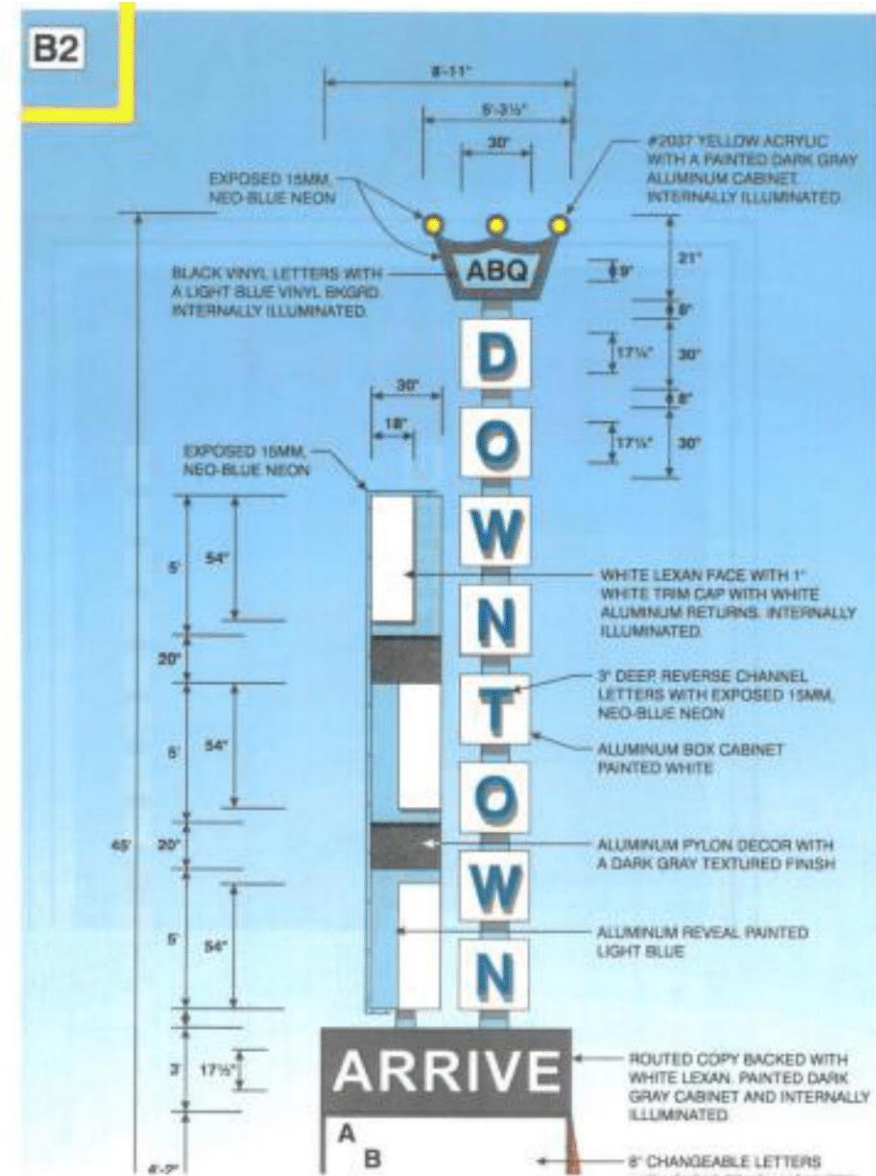 B2
8'-11"
5'-3½"
30"
#2037 YELLOW ACRYLIC
WITH A PAINTED DARK GRAY
ALUMINUM CABINET.
INTERNALLY ILLUMINATED.
EXPOSED 15MM,
NEO-BLUE NEON
BLACK VINYL LETTERS WITH
A LIGHT BLUE VINYL BKGRD.
INTERNALLY ILLUMINATED.
ABQ
9"
21"
8"
D
17¼"
30"
8"
30"
18"
O
17¼"
30"
EXPOSED 15MM,
NEO-BLUE NEON
W
5'
54"
WHITE LEXAN FACE WITH 1"
WHITE TRIM CAP WITH WHITE
ALUMINUM RETURNS. INTERNALLY
ILLUMINATED.
N
20"
3" DEEP, REVERSE CHANNEL
LETTERS WITH EXPOSED 15MM,
NEO-BLUE NEON
T
5'
54"
ALUMINUM BOX CABINET
PAINTED WHITE
O
45'
20"
ALUMINUM PYLON DECOR WITH
A DARK GRAY TEXTURED FINISH
W
5'
54"
ALUMINUM REVEAL PAINTED
LIGHT BLUE
N
3'
17½"
ARRIVE
ROUTED COPY BACKED WITH
WHITE LEXAN. PAINTED DARK
GRAY CABINET AND INTERNALLY
ILLUMINATED.
A
B
4'-7"
8" CHANGEABLE LETTERS